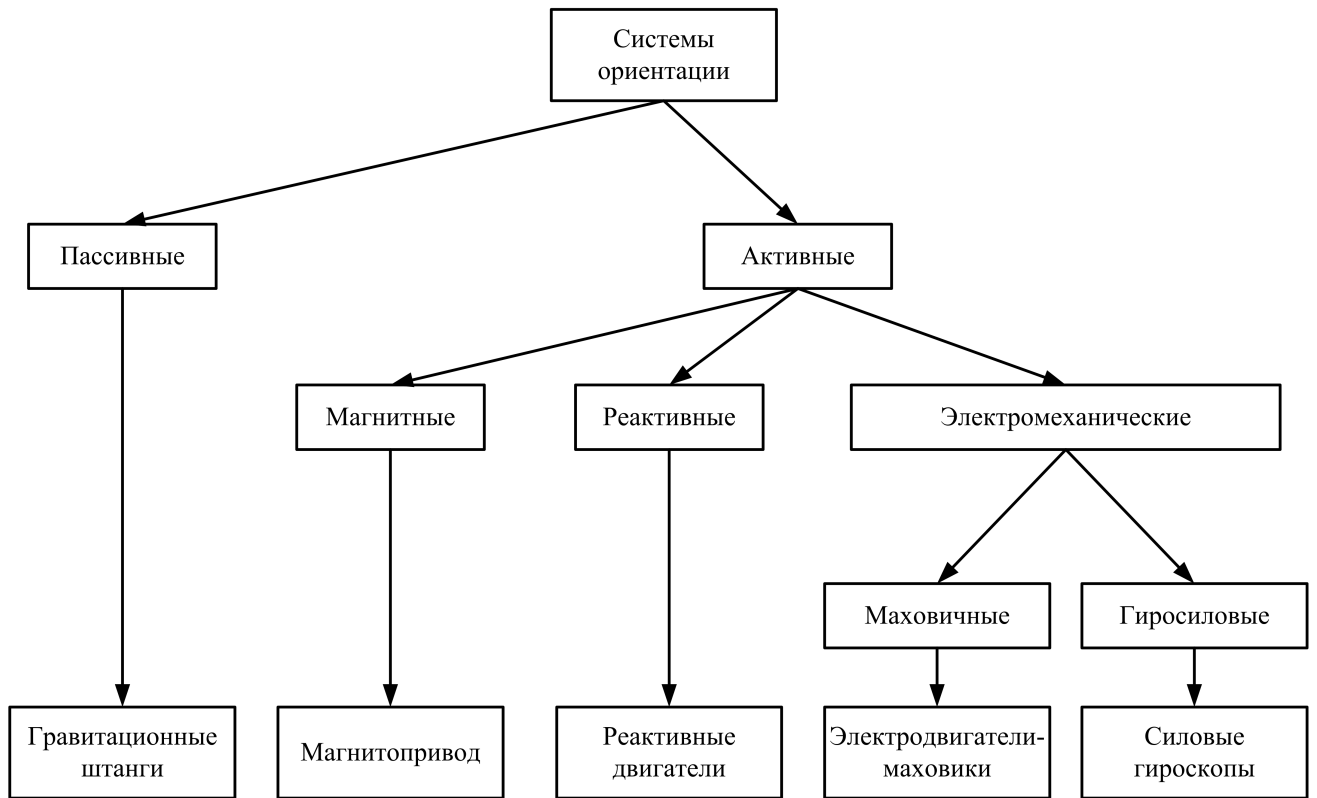 Системы
ориентации
Пассивные
Активные
Магнитные
Реактивные
Электромеханические
Маховичные
Гиросиловые
Гравитационные
штанги
Магнитопривод
Реактивные
двигатели
Электродвигатели-
маховики
Силовые
гироскопы